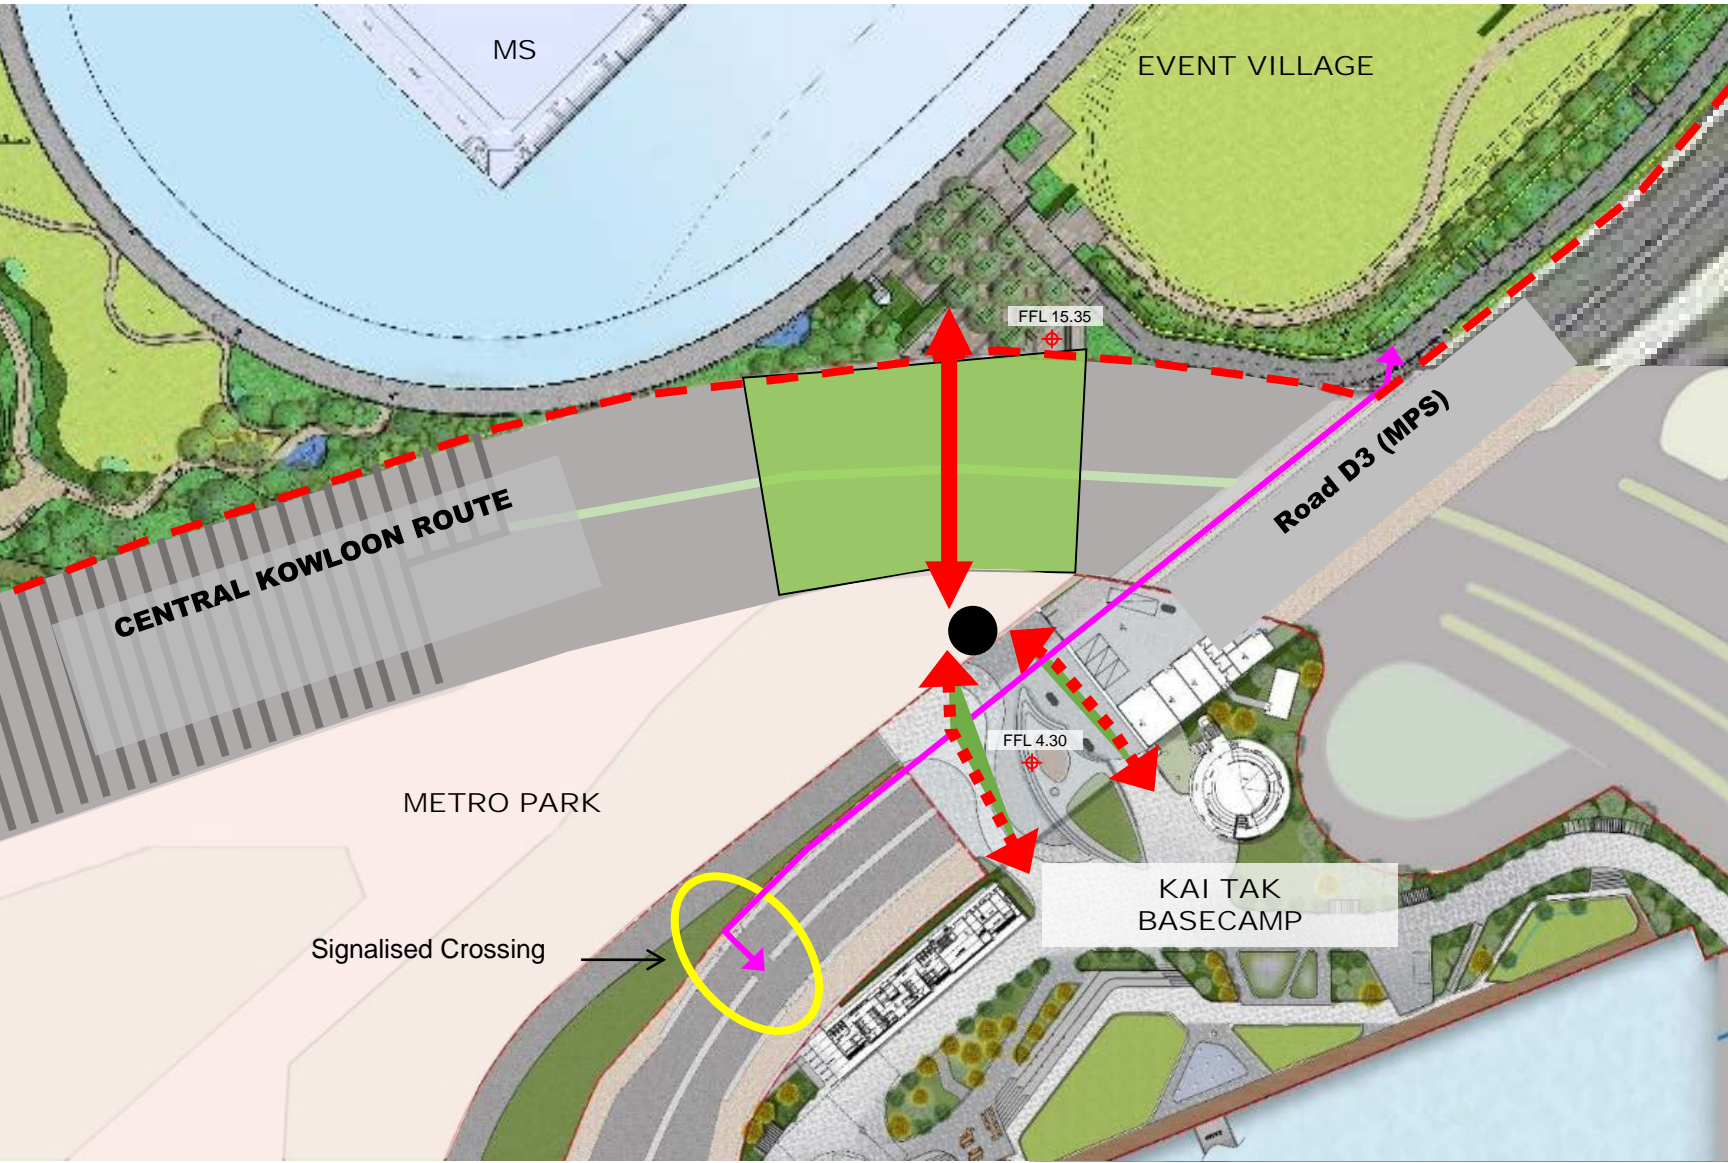 MS
EVENT VILLAGE
FFL 15.35
Road D3 (MPS)
CENTRAL KOWLOON ROUTE
FFL 4.30
METRO PARK
KAI TAK
BASECAMP
Signalised Crossing